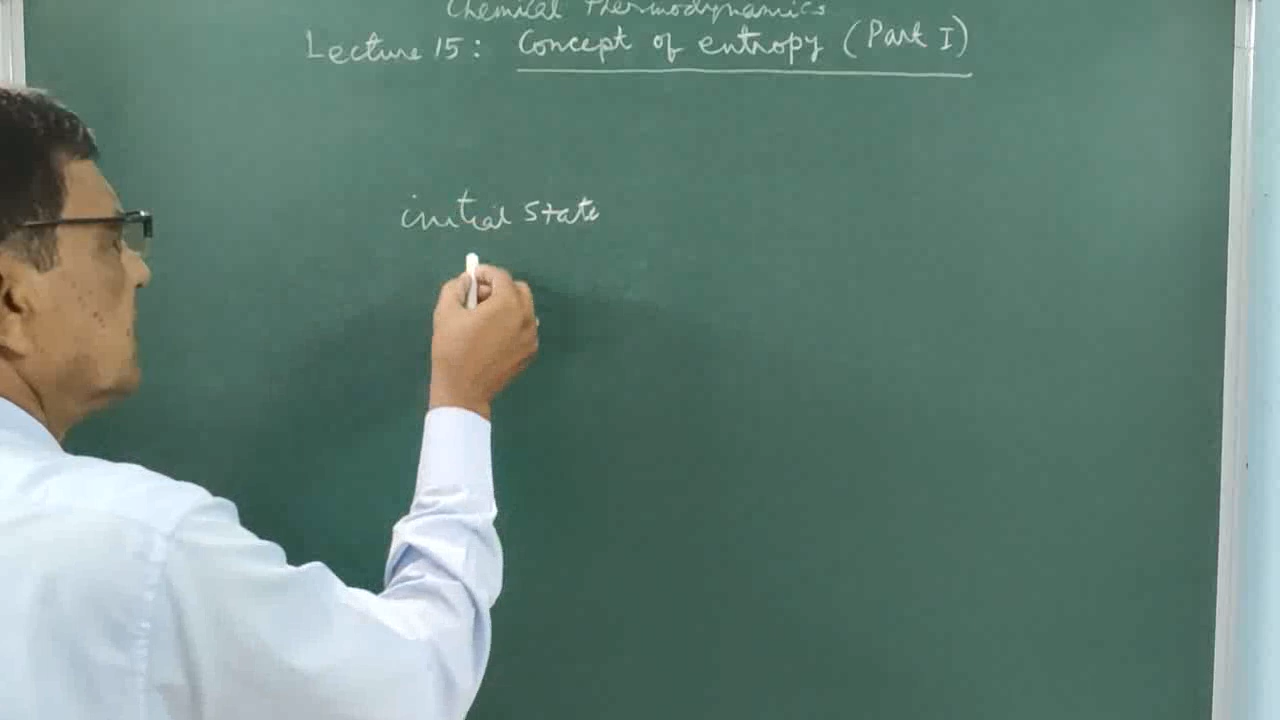 Chemical Thermodynamics
Lecture 15: Concept of entropy (Part I)
initial state